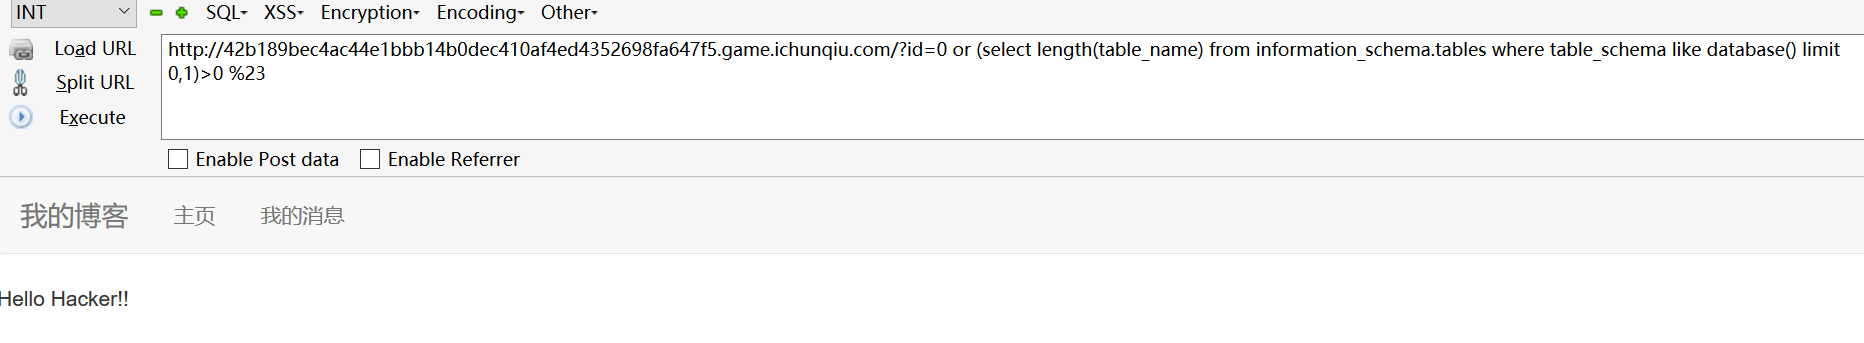 INT SQL XSS Encryption Encoding Other
Load URL
Split URL
Execute
http://42b189bec4ac44e1bbb14b0dec410af4ed4352698fa647f5.game.ichunqiu.com/?id=0 or (select length(table_name) from information_schema.tables where table_schema like database() limit
0,1)>0 %23
Enable Post data Enable Referrer
我的博客 主页 我的消息
Hello Hacker!!